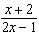 x + 2
2x − 1